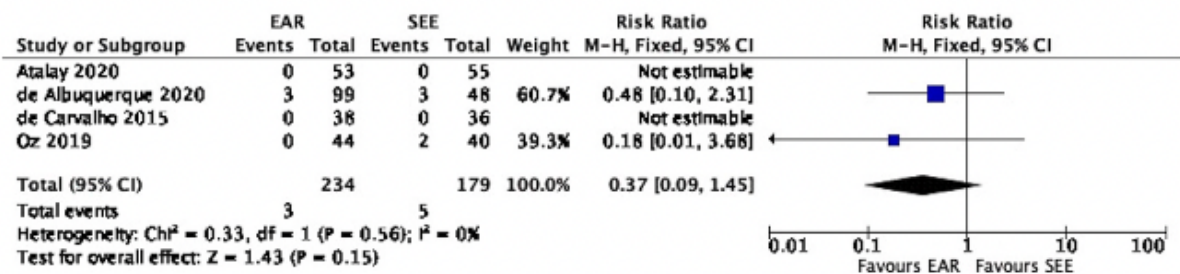 EAR SEE Risk Ratio Risk Ratio
Study or Subgroup Events Total Events Total Weight M-H, Fixed, 95% CI M-H, Fixed, 95% CI
Atalay 2020 0 53 0 55 Not estimable
de Albuquerque 2020 3 99 3 48 60.7% 0.48 [0.10, 2.31]
de Carvalho 2015 0 38 0 36 Not estimable
Oz 2019 0 44 2 40 39.3% 0.18 [0.01, 3.68]
Total (95% CI) 234 179 100.0% 0.37 [0.09, 1.45]
Total events 3 5
Heterogeneity: Chi² = 0.33, df = 1 (P = 0.56); I² = 0%
Test for overall effect: Z = 1.43 (P = 0.15)
0.01 0.1 1 10 100
Favours EAR Favours SEE